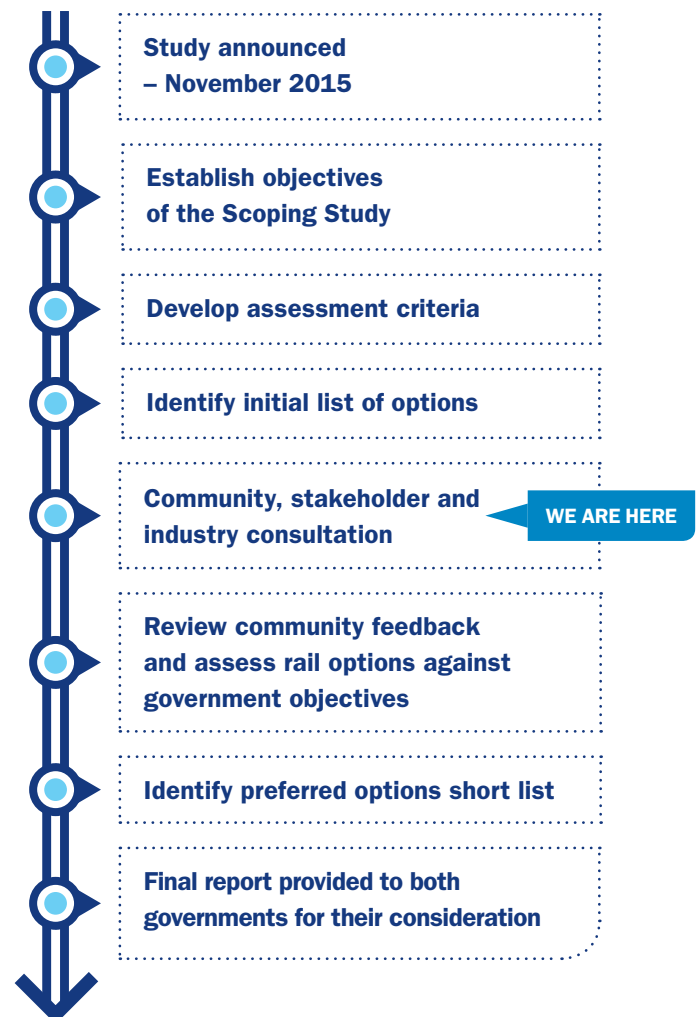 Study announced
– November 2015
Establish objectives
of the Scoping Study
Develop assessment criteria
Identify initial list of options
Community, stakeholder and
industry consultation
WE ARE HERE
Review community feedback
and assess rail options against
government objectives
Identify preferred options short list
Final report provided to both
governments for their consideration